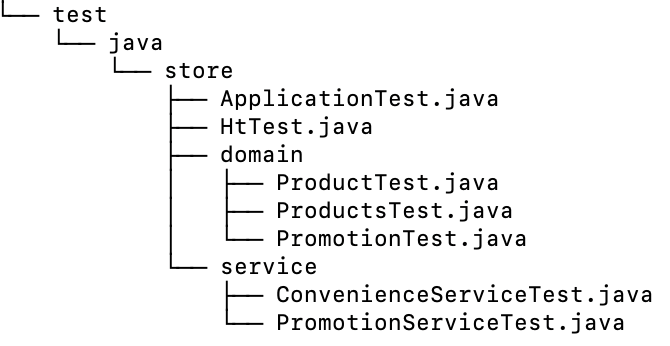 └── test
    └── java
        └── store
            ├── ApplicationTest.java
            ├── HtTest.java
            ├── domain
            │   ├── ProductTest.java
            │   ├── ProductsTest.java
            │   └── PromotionTest.java
            └── service
                ├── ConvenienceServiceTest.java
                └── PromotionServiceTest.java